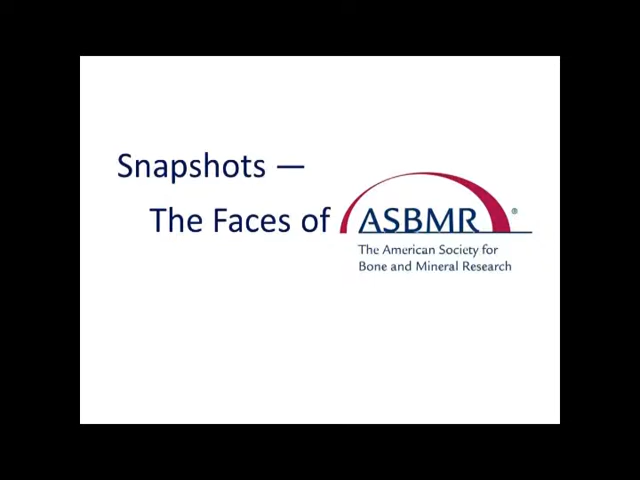 Snapshots —
The Faces of ASBMR®
The American Society for
Bone and Mineral Research